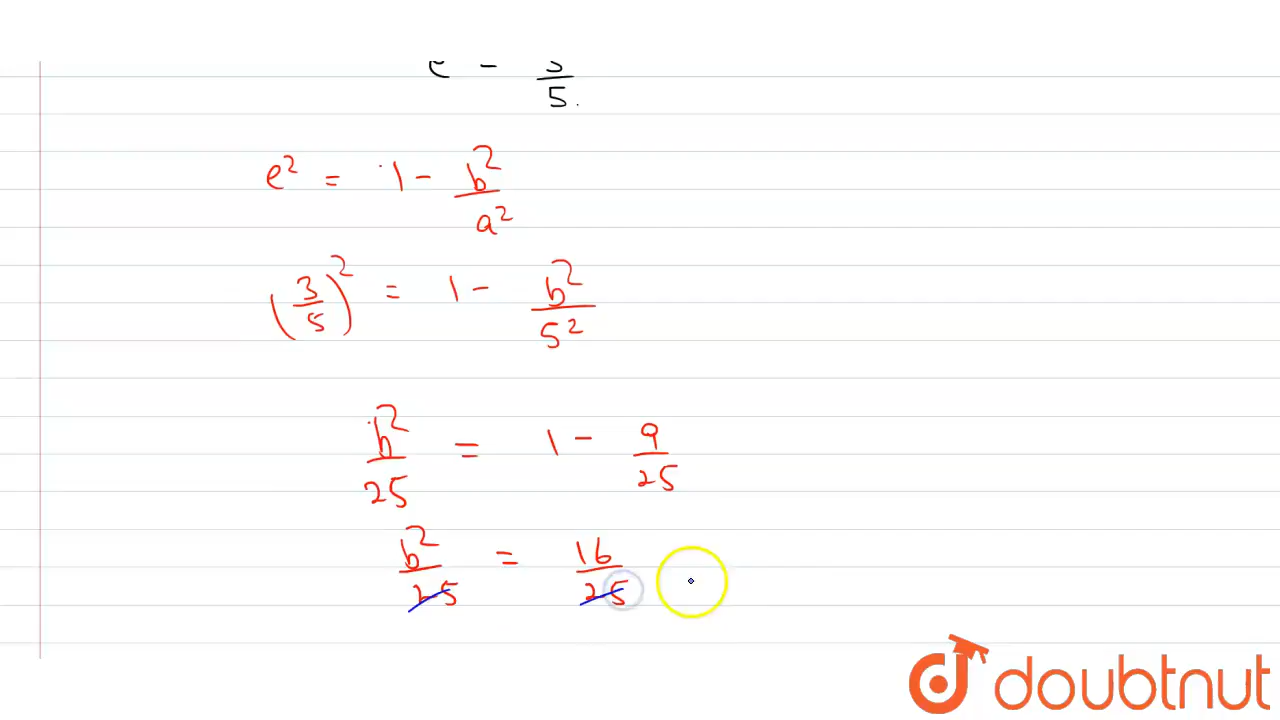 e = 3/5.
e² = 1 - b²/a²
(3/5)² = 1 - b²/5²
b²/25 = 1 - 9/25
b²/25 = 16/25
doubtnut